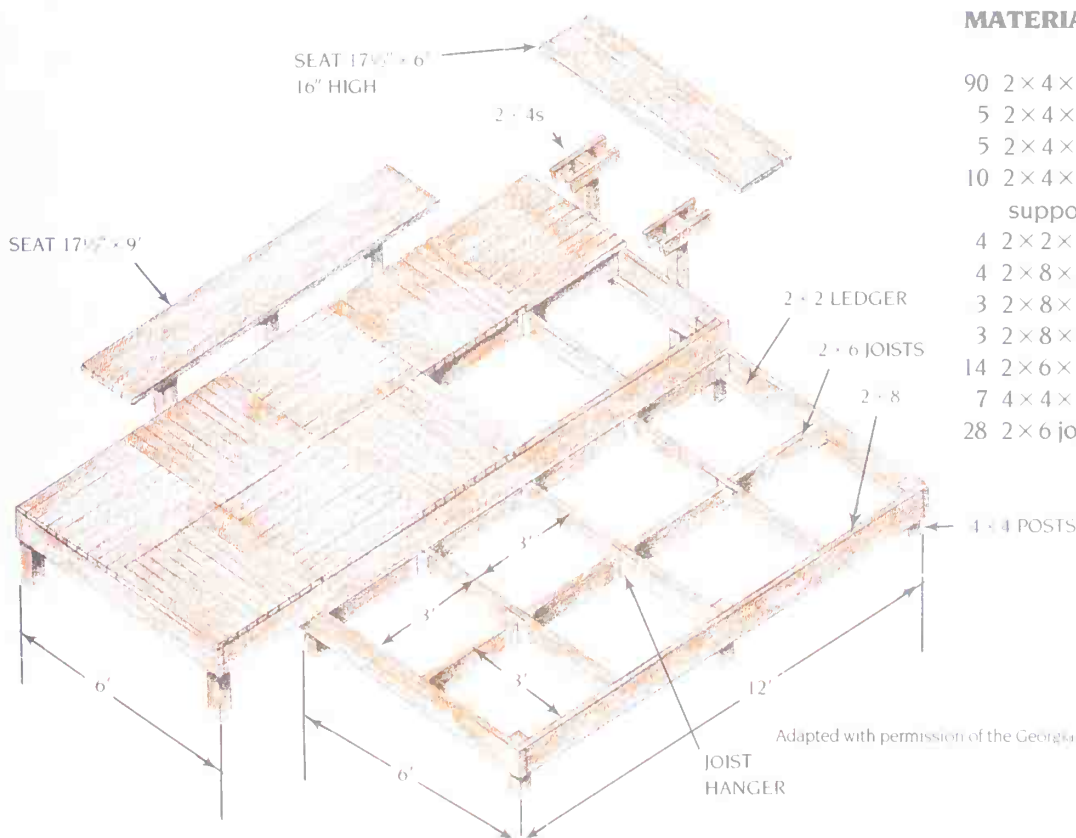 MATERIA
SEAT 17½" × 6'
16" HIGH
90 2 × 4 ×
5 2 × 4 ×
5 2 × 4 ×
10 2 × 4 ×
suppo
4 2 × 2 ×
4 2 × 8 ×
3 2 × 8 ×
3 2 × 8 ×
14 2 × 6 ×
7 4 × 4 ×
28 2 × 6 jo
2 × 4s
SEAT 17½" × 9'
2 × 2 LEDGER
2 × 6 JOISTS
2 × 8
4 × 4 POSTS
3'
3'
3'
6'
12'
6'
JOIST
HANGER
Adapted with permission of the Georgia